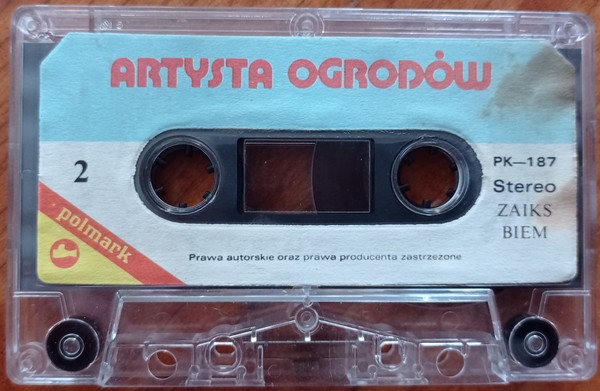 ARTYSTA OGRODÓW
2
PK—187
Stereo
ZAIKS
BIEM
polmark
Prawa autorskie oraz prawa producenta zastrzeżone